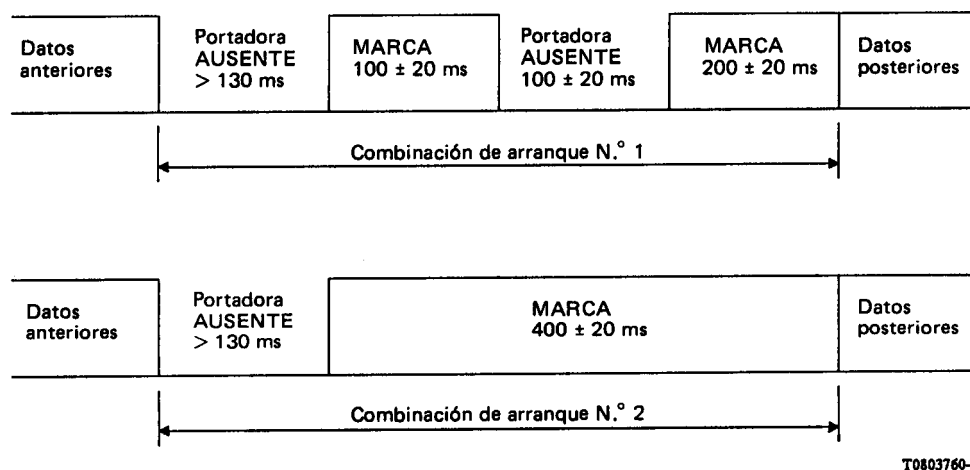 Datos
anteriores
Portadora
AUSENTE
> 130 ms
MARCA
100 ± 20 ms
Portadora
AUSENTE
100 ± 20 ms
MARCA
200 ± 20 ms
Datos
posteriores
Combinación de arranque N.° 1
Datos
anteriores
Portadora
AUSENTE
> 130 ms
MARCA
400 ± 20 ms
Datos
posteriores
Combinación de arranque N.° 2
T0803760-